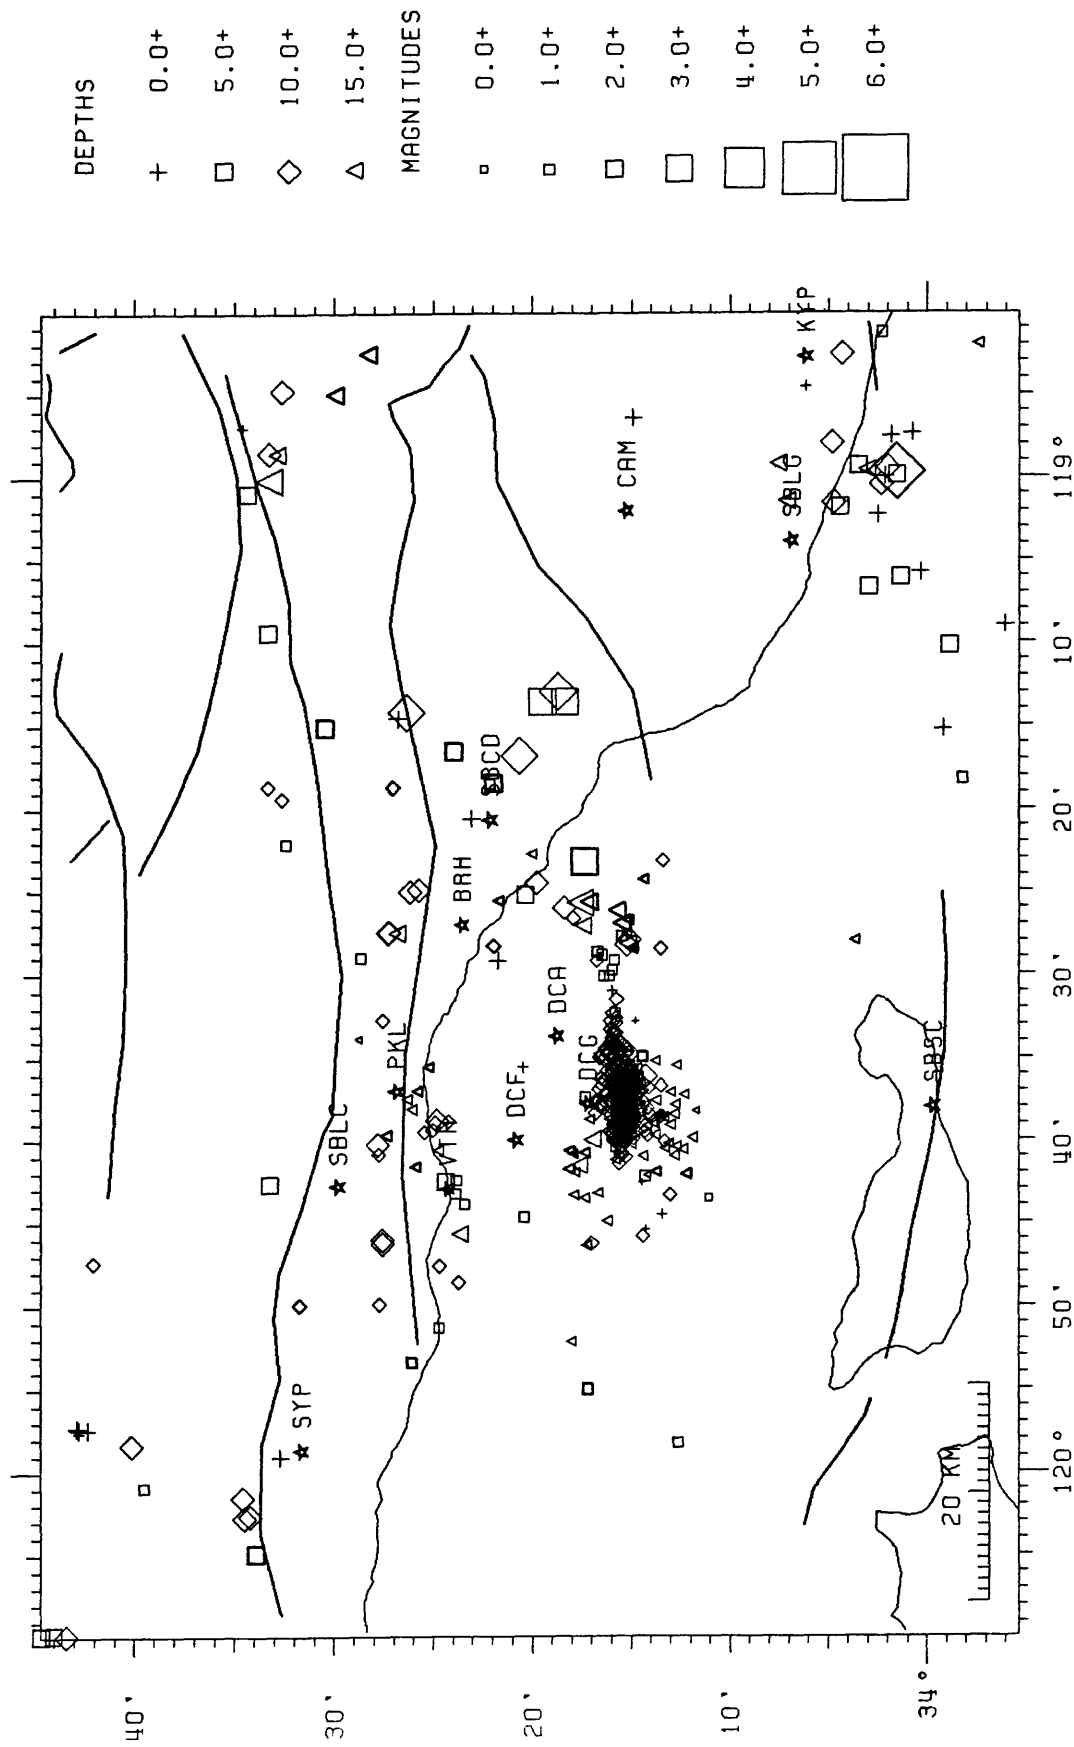 DEPTHS
0.0+
5.0+
10.0+
15.0+
MAGNITUDES
0.0+
1.0+
2.0+
3.0+
4.0+
5.0+
6.0+
40'
30'
20'
10'
34°
120°
50'
40'
30'
20'
10'
119°
SYP
SBLC
PKL
VTR
BRH
SBCD
DCF
DCA
DCG
CAM
SBLG
KYP
SBSC
20 KM